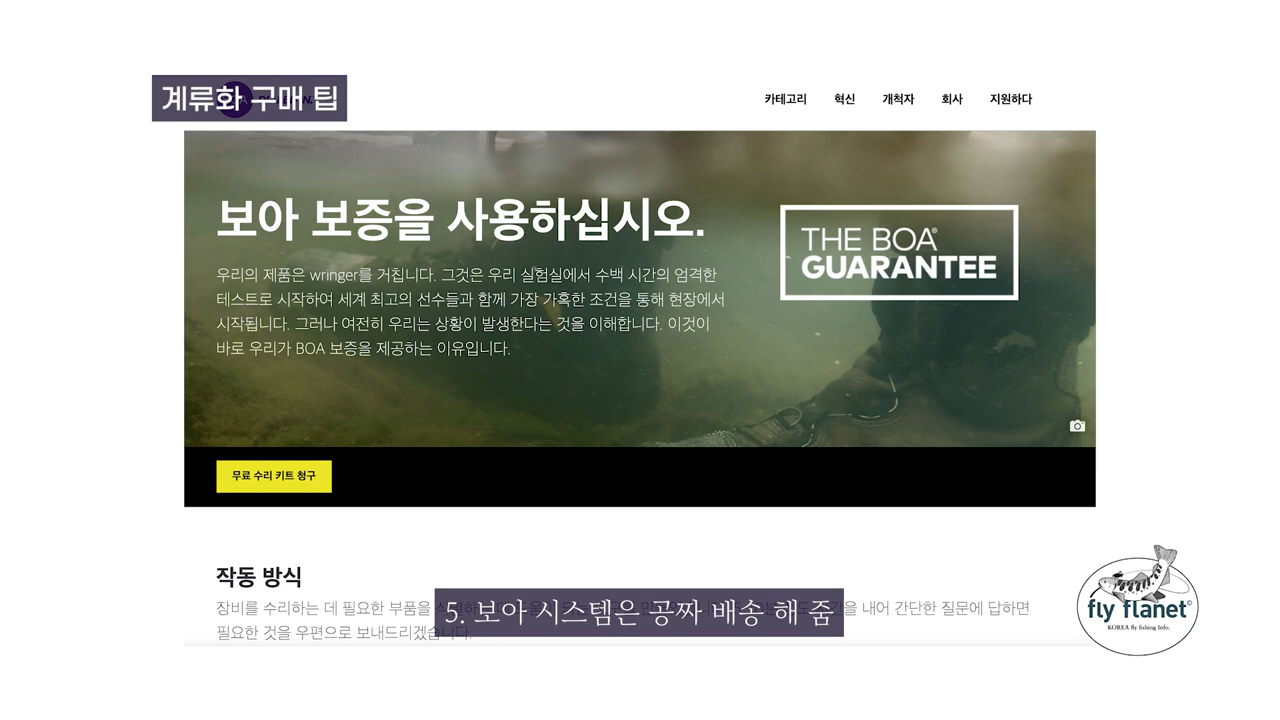 계류화 구매 팁
카테고리 혁신 개척자 회사 지원하다
보아 보증을 사용하십시오.
우리의 제품은 wringer를 거칩니다. 그것은 우리 실험실에서 수백 시간의 엄격한
테스트로 시작하여 세계 최고의 선수들과 함께 가장 가혹한 조건을 통해 현장에서
시작됩니다. 그러나 여전히 우리는 상황이 발생한다는 것을 이해합니다. 이것이
바로 우리가 BOA 보증을 제공하는 이유입니다.
THE BOA®
GUARANTEE
무료 수리 키트 청구
작동 방식
장비를 수리하는 데 필요한 부품을 내어 간단한 질문에 답하면
필요한 것을 우편으로 보내드리겠습니다.
5. 보아 시스템은 공짜 배송 해 줌
fly flanet©
KOREA fly fishing Info.